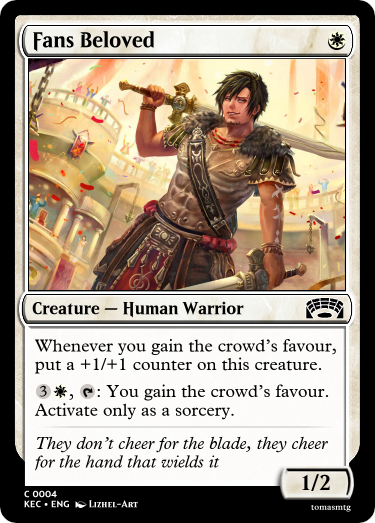 Fans Beloved
Creature — Human Warrior
Whenever you gain the crowd's favour,
put a +1/+1 counter on this creature.
3, : You gain the crowd's favour.
Activate only as a sorcery.
They don't cheer for the blade, they cheer
for the hand that wields it
1/2
C 0004
KEC • ENG Lizhel-Art
tomasmtg